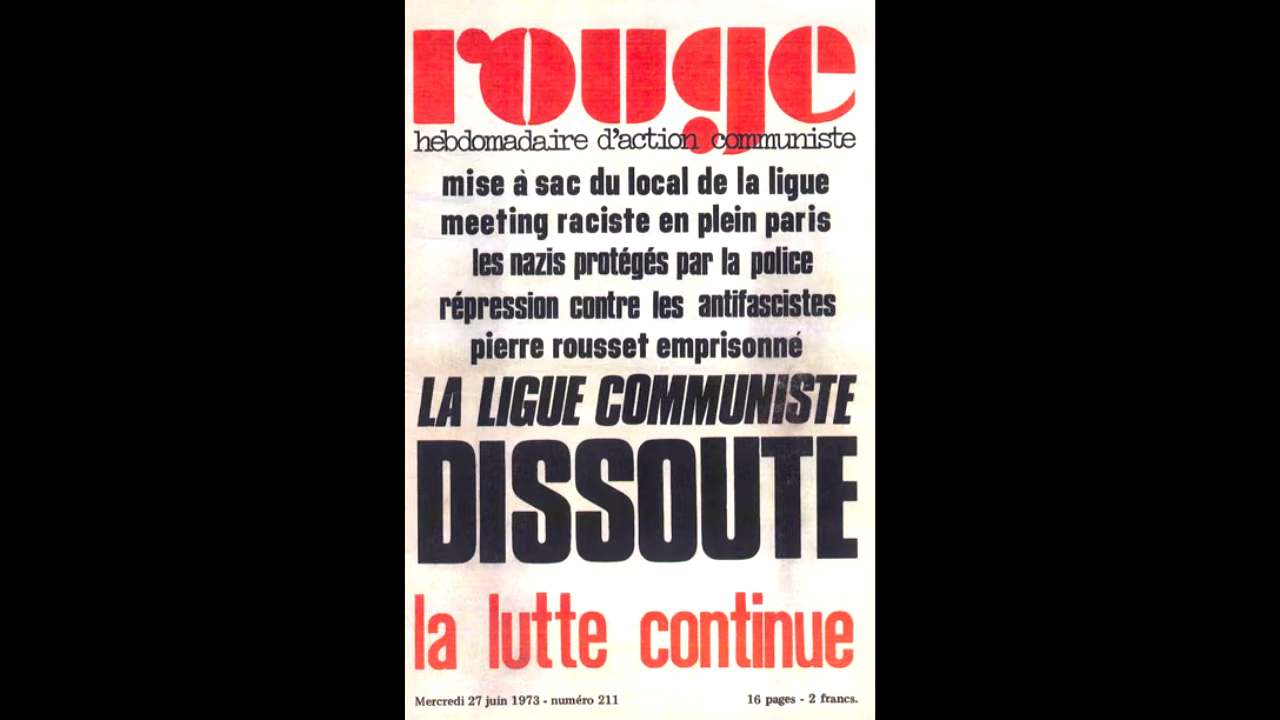 rouge
hebdomadaire d'action communiste
mise à sac du local de la ligue
meeting raciste en plein paris
les nazis protégés par la police
répression contre les antifascistes
pierre rousset emprisonné
LA LIGUE COMMUNISTE
DISSOUTE
la lutte continue
Mercredi 27 juin 1973 - numéro 211 16 pages - 2 francs.